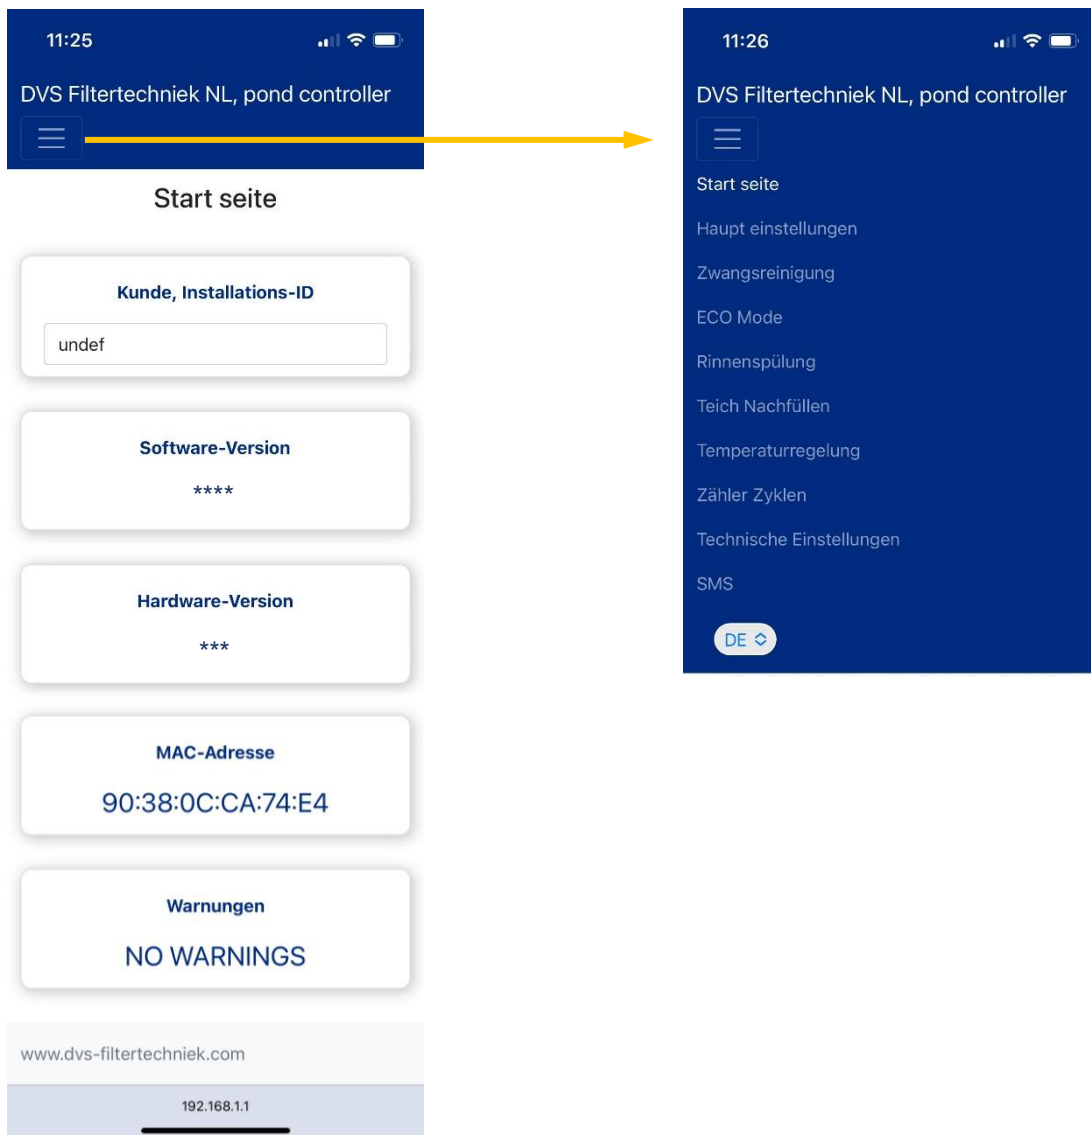 11:25
DVS Filtertechniek NL, pond controller
Start seite
Kunde, Installations-ID
undef
Software-Version
****
Hardware-Version
***
MAC-Adresse
90:38:0C:CA:74:E4
Warnungen
NO WARNINGS
www.dvs-filtertechniek.com
192.168.1.1
11:26
DVS Filtertechniek NL, pond controller
Start seite
Haupt einstellungen
Zwangsreinigung
ECO Mode
Rinnenspülung
Teich Nachfüllen
Temperaturregelung
Zähler Zyklen
Technische Einstellungen
SMS
DE